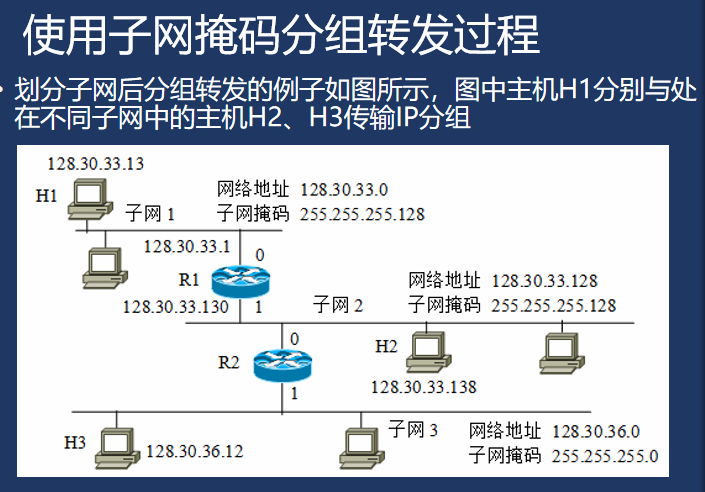 使用子网掩码分组转发过程
• 划分子网后分组转发的例子如图所示，图中主机H1分别与处
在不同子网中的主机H2、H3传输IP分组
128.30.33.13
H1
子网 1
网络地址 128.30.33.0
子网掩码 255.255.255.128
128.30.33.1
0
R1
128.30.33.130
1
子网 2
网络地址 128.30.33.128
子网掩码 255.255.255.128
0
R2
1
H2
128.30.33.138
H3
128.30.36.12
子网 3
网络地址 128.30.36.0
子网掩码 255.255.255.0